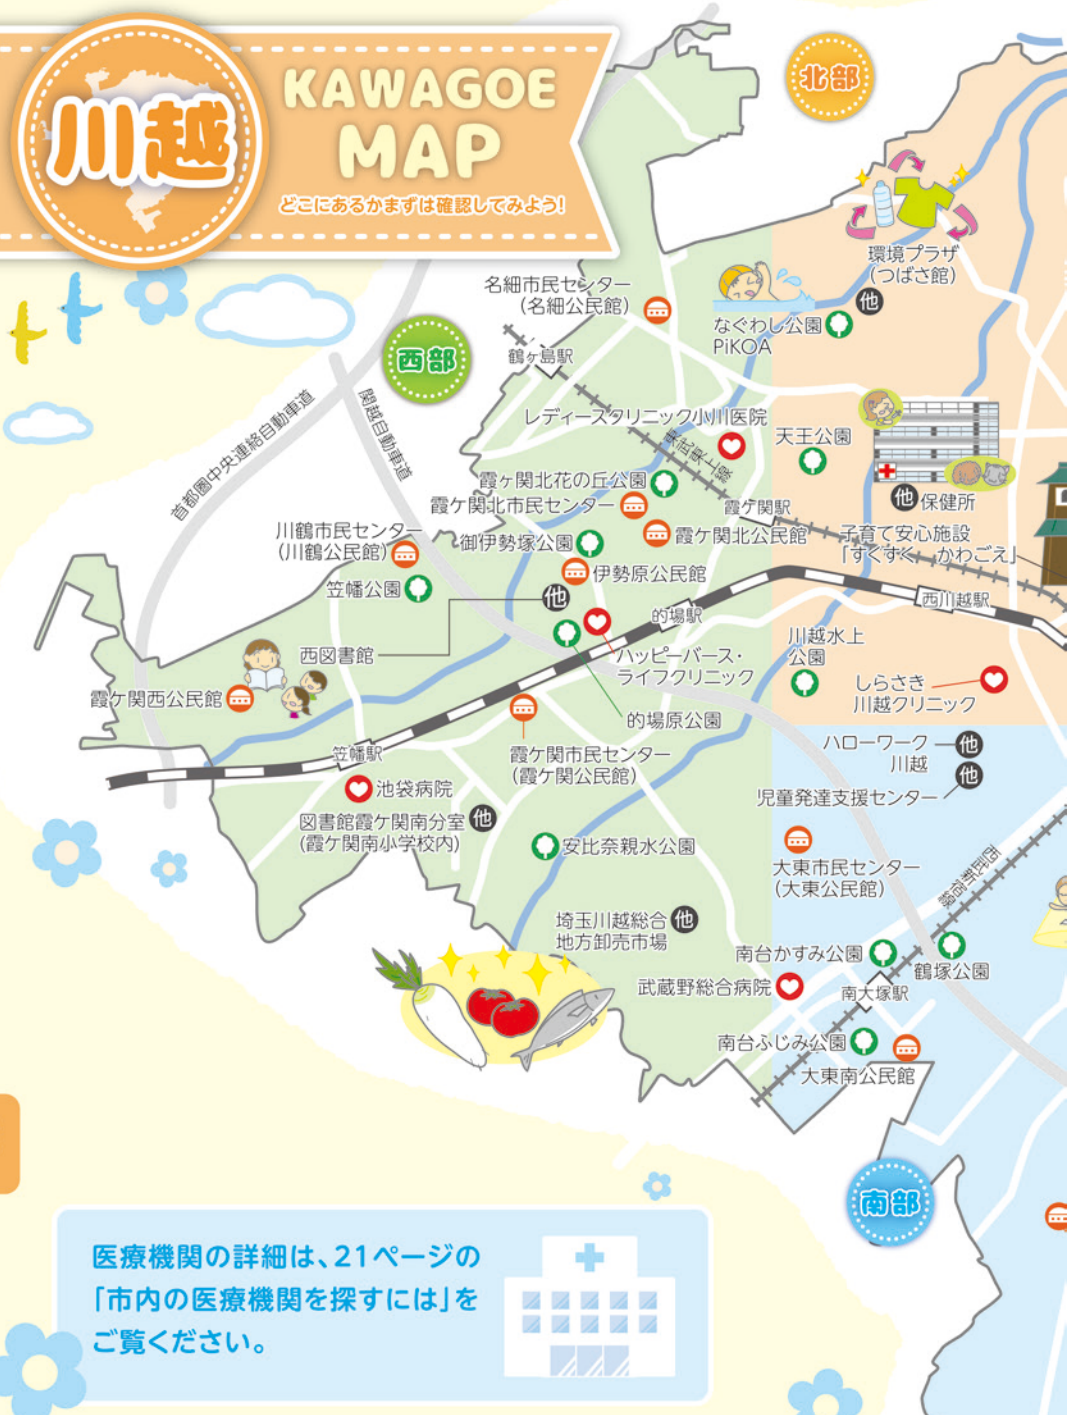 川越
KAWAGOE
MAP
どこにあるかまずは確認してみよう!
北部
環境プラザ
(つばさ館)
他
名細市民センター
(名細公民館)
なぐわし公園
PiKOA
西部
鶴ヶ島駅
首都圏中央連絡自動車道
関越自動車道
レディースクリニック小川医院
東武東上線
天王公園
霞ヶ関北花の丘公園
霞ケ関北市民センター
霞ケ関駅
他 保健所
川鶴市民センター
(川鶴公民館)
御伊勢塚公園
霞ケ関北公民館
子育て安心施設
「すくすく かわごえ」
伊勢原公民館
笠幡公園
他
西川越駅
的場駅
西図書館
ハッピーバース・
ライフクリニック
川越水上
公園
霞ケ関西公民館
しらさぎ
川越クリニック
的場原公園
笠幡駅
霞ケ関市民センター
(霞ケ関公民館)
ハローワーク
川越
他
児童発達支援センター
他
池袋病院
図書館霞ケ関南分室
(霞ケ関南小学校内)
他
安比奈親水公園
大東市民センター
(大東公民館)
西武新宿線
埼玉川越総合
地方卸売市場
他
南台かすみ公園
鶴塚公園
武蔵野総合病院
南大塚駅
南台ふじみ公園
大東南公民館
南部
医療機関の詳細は、21ページの
「市内の医療機関を探すには」を
ご覧ください。